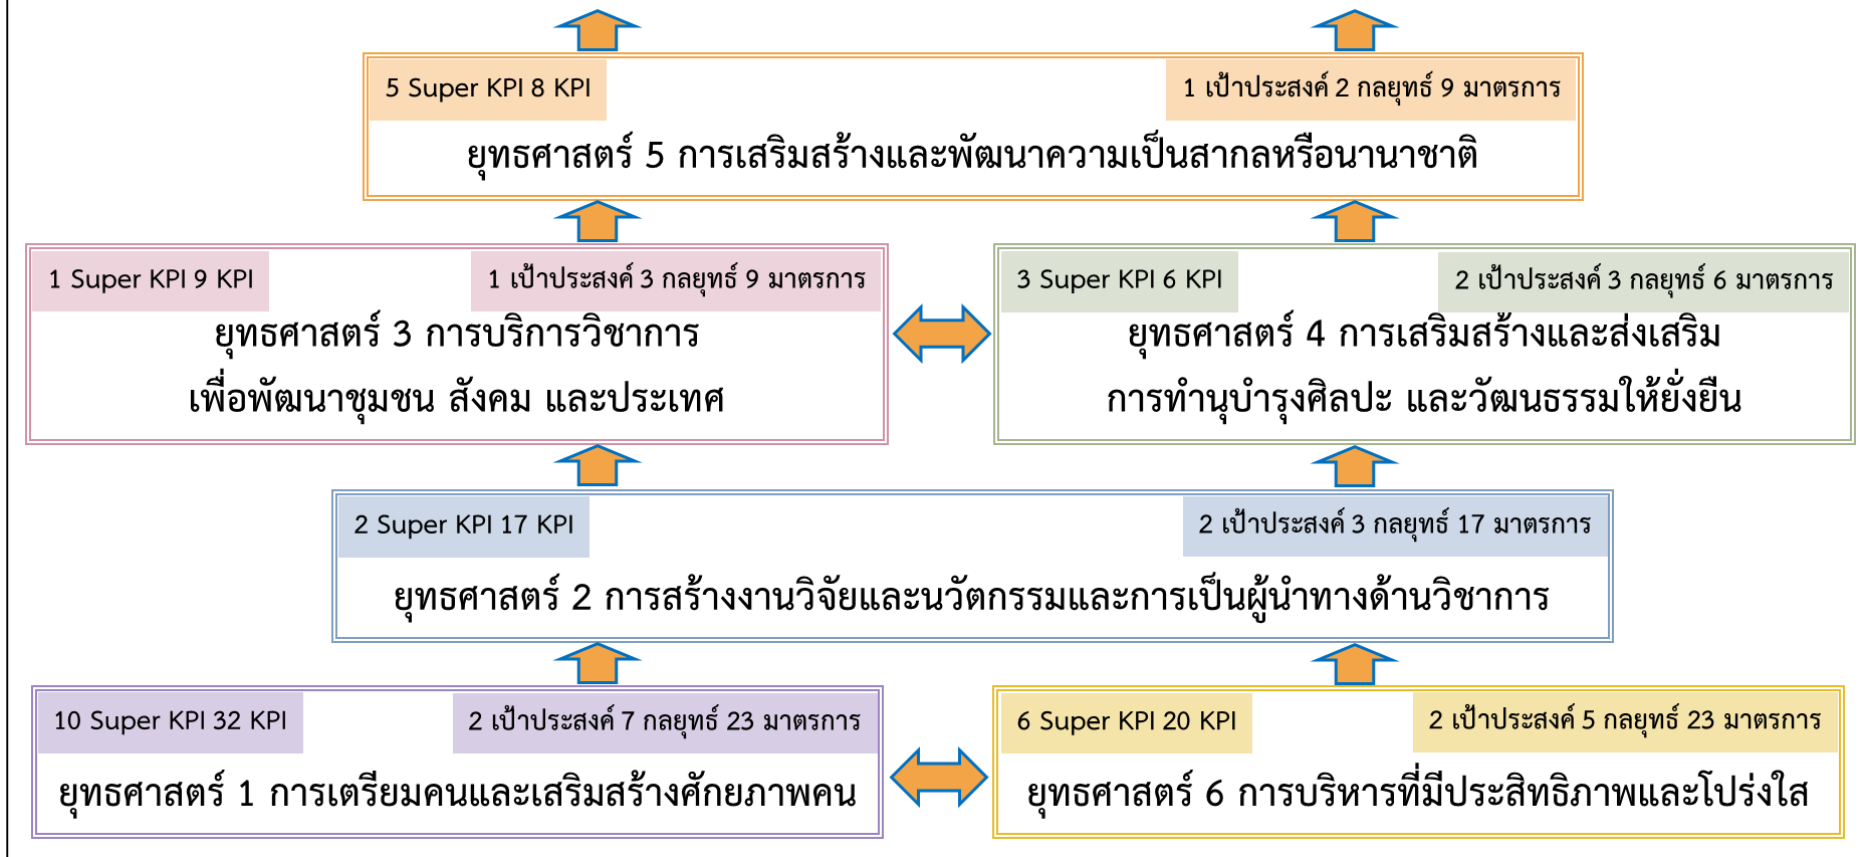 5 Super KPI 8 KPI
1 เป้าประสงค์ 2 กลยุทธ์ 9 มาตรการ
ยุทธศาสตร์ 5 การเสริมสร้างและพัฒนาความเป็นสากลหรือนานาชาติ
1 Super KPI 9 KPI
1 เป้าประสงค์ 3 กลยุทธ์ 9 มาตรการ
ยุทธศาสตร์ 3 การบริการวิชาการ
เพื่อพัฒนาชุมชน สังคม และประเทศ
3 Super KPI 6 KPI
2 เป้าประสงค์ 3 กลยุทธ์ 6 มาตรการ
ยุทธศาสตร์ 4 การเสริมสร้างและส่งเสริม
การทำนุบำรุงศิลปะ และวัฒนธรรมให้ยั่งยืน
2 Super KPI 17 KPI
2 เป้าประสงค์ 3 กลยุทธ์ 17 มาตรการ
ยุทธศาสตร์ 2 การสร้างงานวิจัยและนวัตกรรมและการเป็นผู้นำทางด้านวิชาการ
10 Super KPI 32 KPI
2 เป้าประสงค์ 7 กลยุทธ์ 23 มาตรการ
ยุทธศาสตร์ 1 การเตรียมคนและเสริมสร้างศักยภาพคน
6 Super KPI 20 KPI
2 เป้าประสงค์ 5 กลยุทธ์ 23 มาตรการ
ยุทธศาสตร์ 6 การบริหารที่มีประสิทธิภาพและโปร่งใส